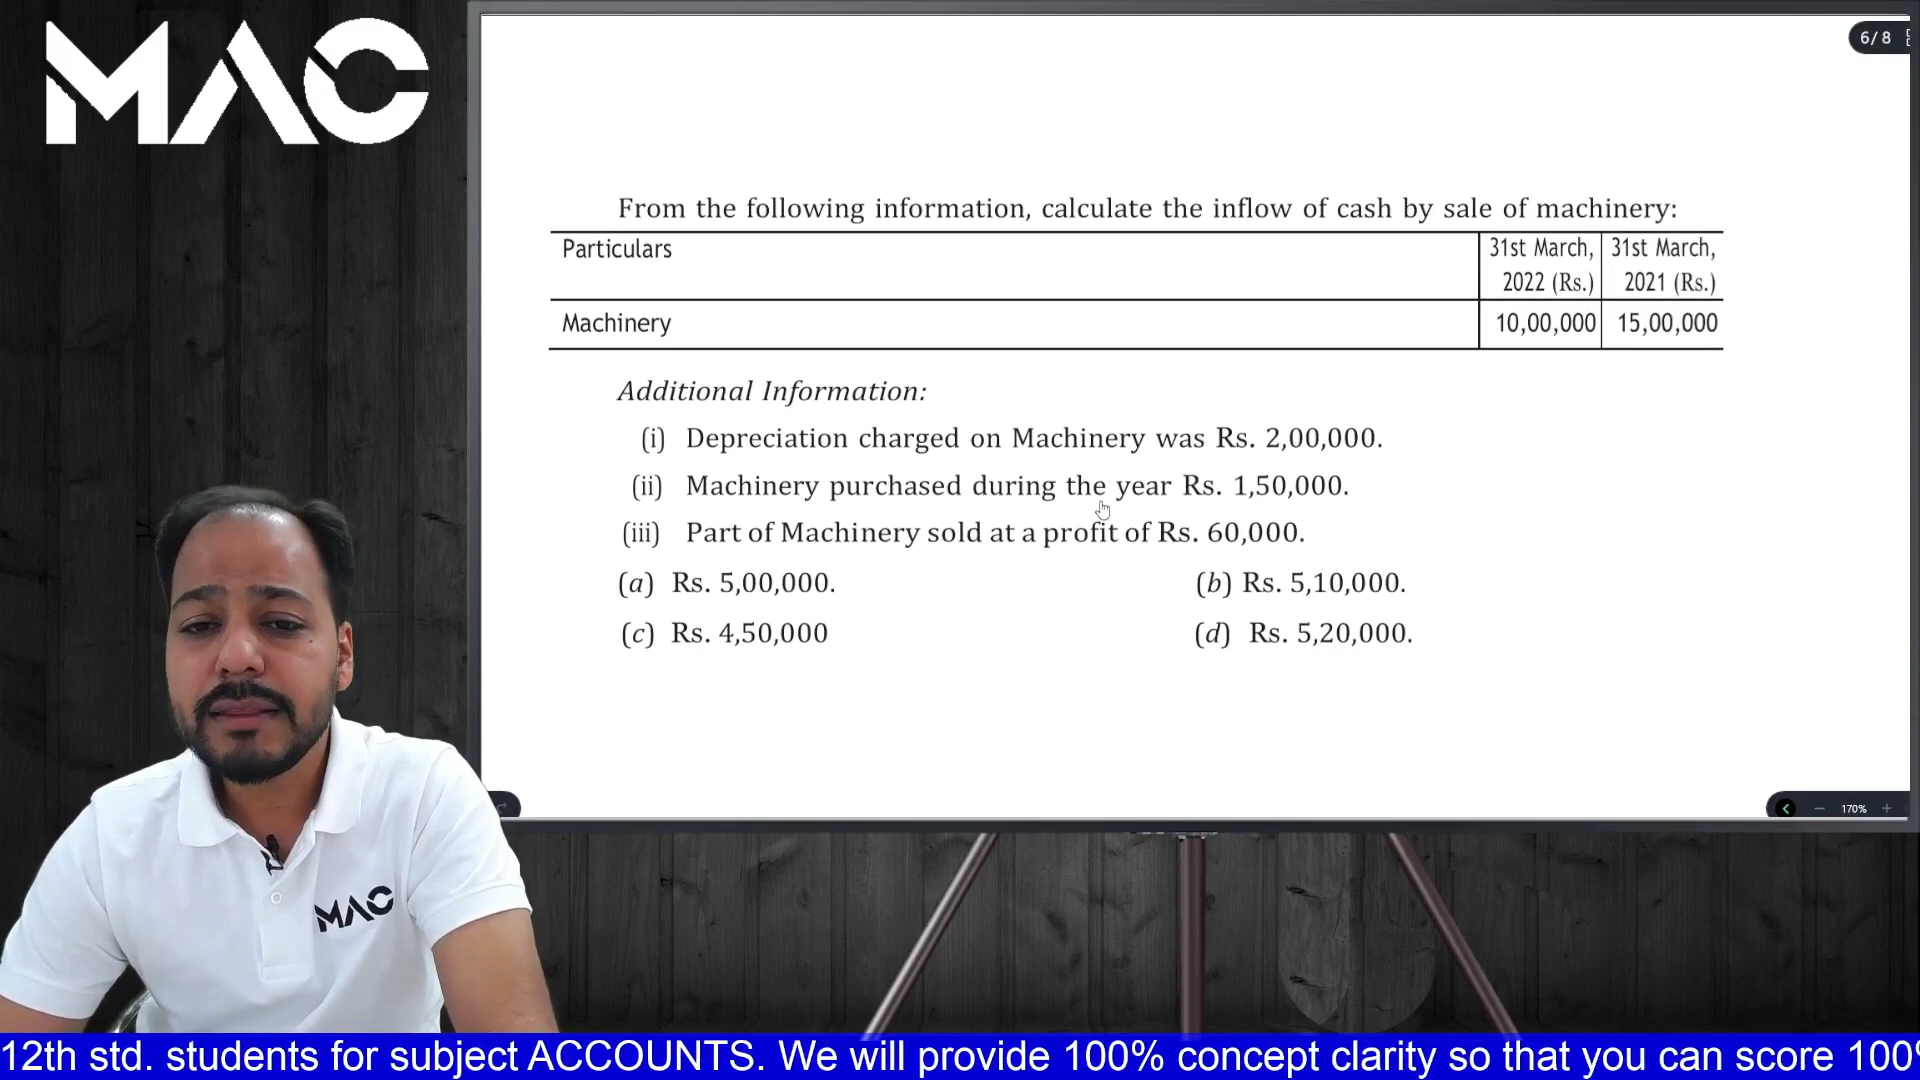 MAC
6/8
From the following information, calculate the inflow of cash by sale of machinery:
Particulars 31st March, 2022 (Rs.) 31st March, 2021 (Rs.)
Machinery 10,00,000 15,00,000
Additional Information:
(i) Depreciation charged on Machinery was Rs. 2,00,000.
(ii) Machinery purchased during the year Rs. 1,50,000.
(iii) Part of Machinery sold at a profit of Rs. 60,000.
(a) Rs. 5,00,000. (b) Rs. 5,10,000.
(c) Rs. 4,50,000 (d) Rs. 5,20,000.
170%
MAC
12th std. students for subject ACCOUNTS. We will provide 100% concept clarity so that you can score 100%